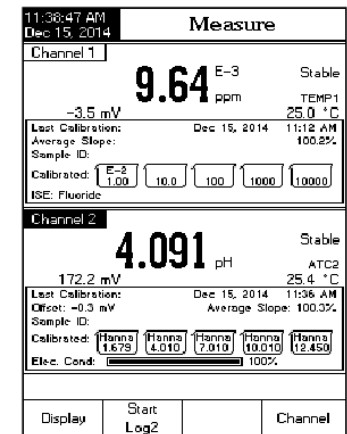 11:38:47 AM
Dec 15, 2014
Measure
Channel 1
9.64 E-3 ppm
Stable
-3.5 mV
TEMP1
25.0 °C
Last Calibration: Dec 15, 2014 11:12 AM
Average Slope: 100.2%
Sample ID:
Calibrated: E-2 1.00 10.0 100 1000 10000
ISE: Fluoride
Channel 2
4.091 pH
Stable
172.2 mV
ATC2
25.4 °C
Last Calibration: Dec 15, 2014 11:36 AM
Offset: -0.3 mV Average Slope: 100.3%
Sample ID:
Calibrated: Hanna 1.679 Hanna 4.010 Hanna 7.010 Hanna 10.010 Hanna 12.450
Elec. Cond: 100%
Display
Start Log2
Channel